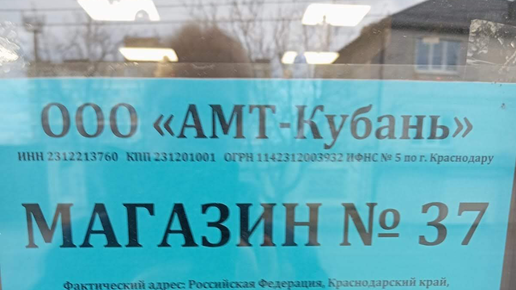 ООО «АМТ-Кубань»
ИНН 2312213760 КПП 231201001 ОГРН 1142312003932 ИФНС № 5 по г. Краснодару
МАГАЗИН № 37
Фактический адрес: Российская Федерация, Краснодарский край,